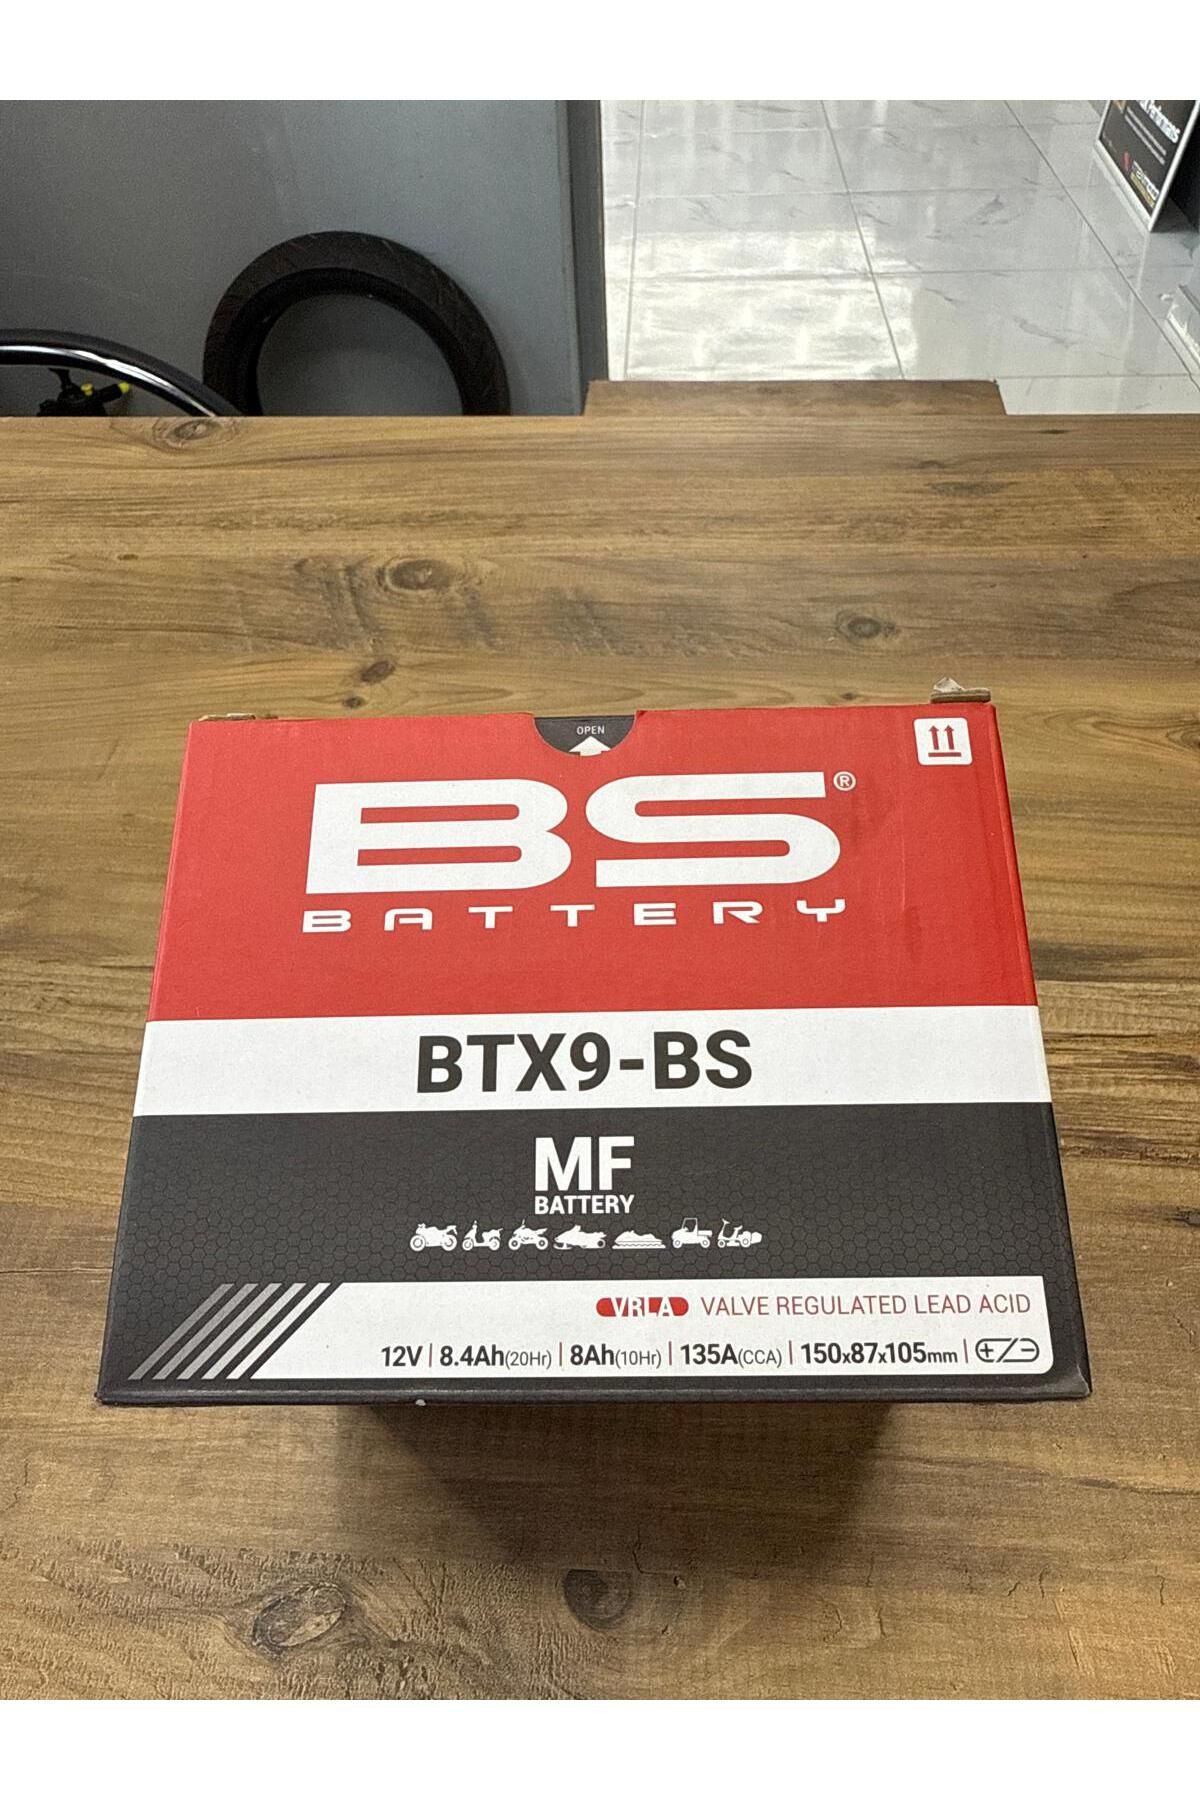 OPEN
BS®
BATTERY
BTX9-BS
MF
BATTERY
VRLA VALVE REGULATED LEAD ACID
12V | 8.4Ah(20Hr) | 8Ah(10Hr) | 135A(CCA) | 150x87x105mm |